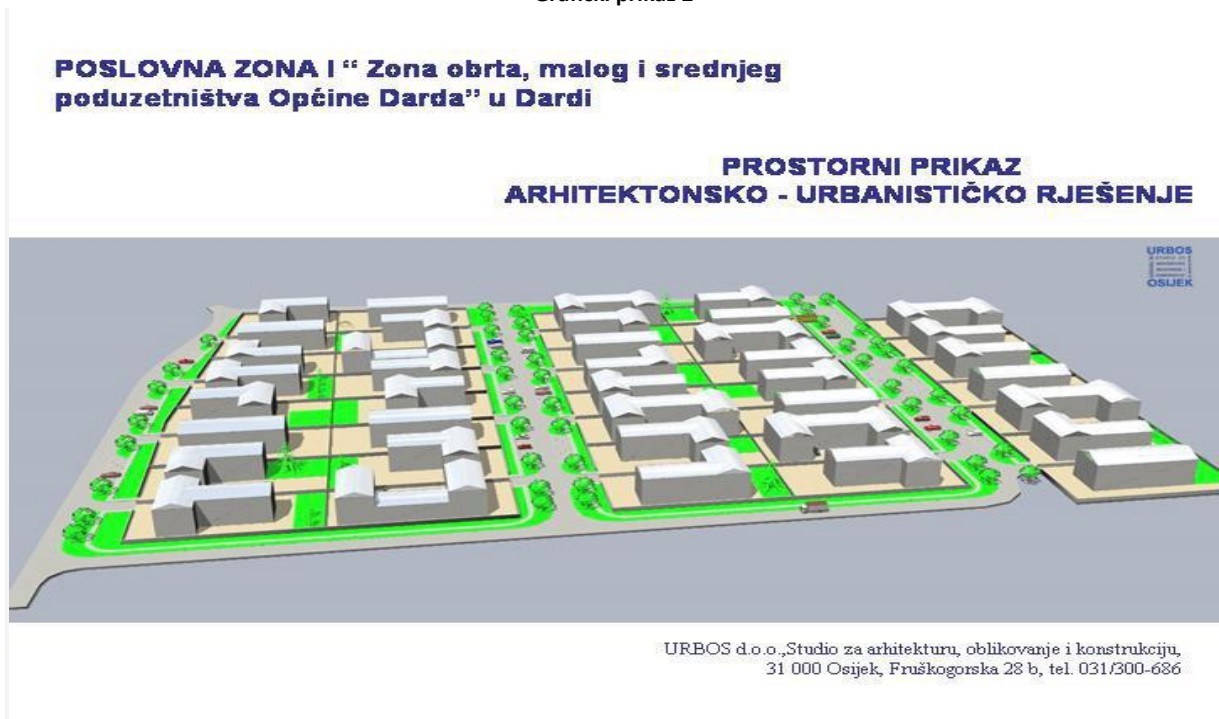 POSLOVNA ZONA I “ Zona obrta, malog i srednjeg
poduzetništva Općine Darda” u Dardi
PROSTORNI PRIKAZ
ARHITEKTONSKO - URBANISTIČKO RJEŠENJE
URBOS
OSIJEK
URBOS d.o.o.,Studio za arhitekturu, oblikovanje i konstrukciju,
31 000 Osijek, Fruškogorska 28 b, tel. 031/300-686